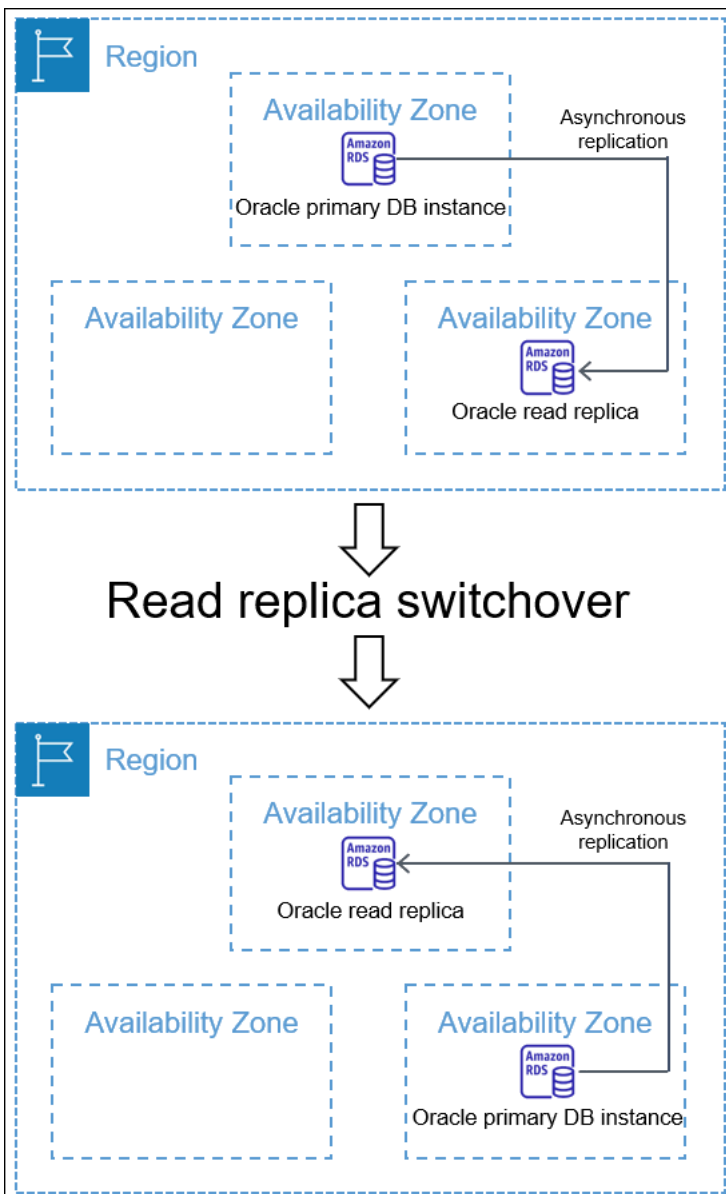 Region
Availability Zone
Asynchronous
replication
Amazon
RDS
Oracle primary DB instance
Availability Zone
Availability Zone
Amazon
RDS
Oracle read replica
Read replica switchover
Region
Availability Zone
Asynchronous
replication
Amazon
RDS
Oracle read replica
Availability Zone
Availability Zone
Amazon
RDS
Oracle primary DB instance